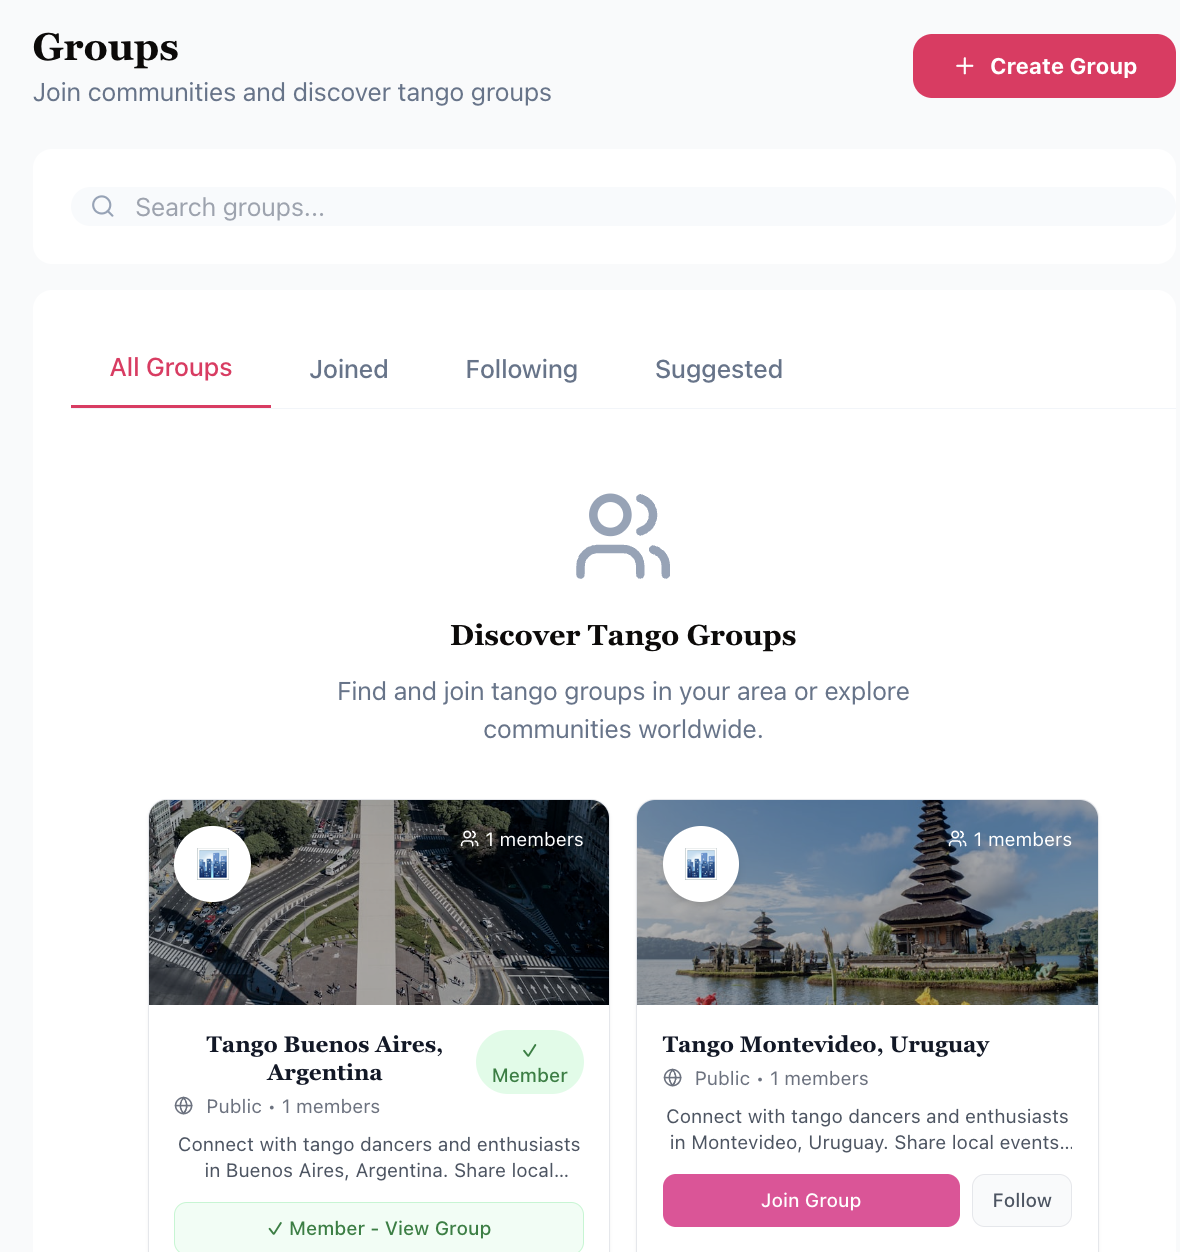 Groups
Join communities and discover tango groups
Create Group
Search groups...
All Groups
Joined
Following
Suggested
Discover Tango Groups
Find and join tango groups in your area or explore
communities worldwide.
1 members
Tango Buenos Aires,
Argentina
✓
Member
Public • 1 members
Connect with tango dancers and enthusiasts
in Buenos Aires, Argentina. Share local...
✓ Member - View Group
1 members
Tango Montevideo, Uruguay
Public • 1 members
Connect with tango dancers and enthusiasts
in Montevideo, Uruguay. Share local events...
Join Group
Follow